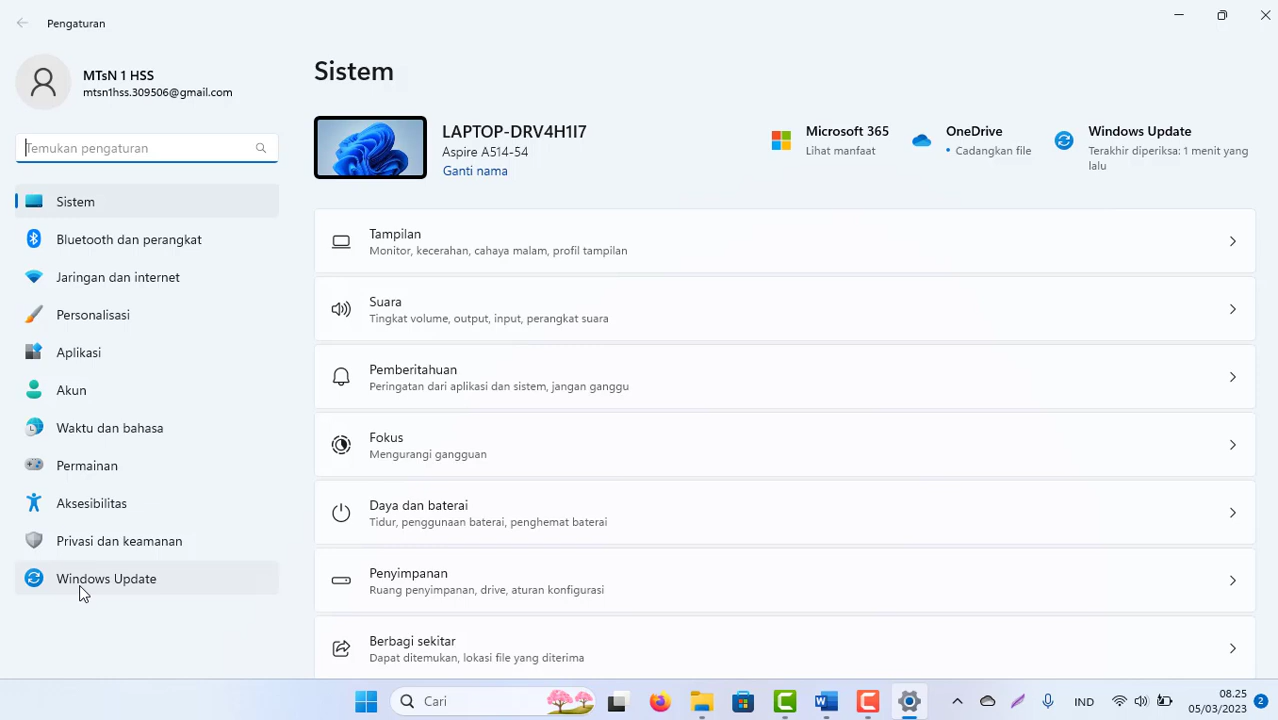 Pengaturan
MTsN 1 HSS
mtsn1hss.309506@gmail.com
Temukan pengaturan
Sistem
Bluetooth dan perangkat
Jaringan dan internet
Personalisasi
Aplikasi
Akun
Waktu dan bahasa
Permainan
Aksesibilitas
Privasi dan keamanan
Windows Update
Sistem
LAPTOP-DRV4H1I7
Aspire A514-54
Ganti nama
Microsoft 365
Lihat manfaat
OneDrive
• Cadangkan file
Windows Update
Terakhir diperiksa: 1 menit yang
lalu
Tampilan
Monitor, kecerahan, cahaya malam, profil tampilan
Suara
Tingkat volume, output, input, perangkat suara
Pemberitahuan
Peringatan dari aplikasi dan sistem, jangan ganggu
Fokus
Mengurangi gangguan
Daya dan baterai
Tidur, penggunaan baterai, penghemat baterai
Penyimpanan
Ruang penyimpanan, drive, aturan konfigurasi
Berbagi sekitar
Dapat ditemukan, lokasi file yang diterima
Cari
IND
08.25
05/03/2023
2